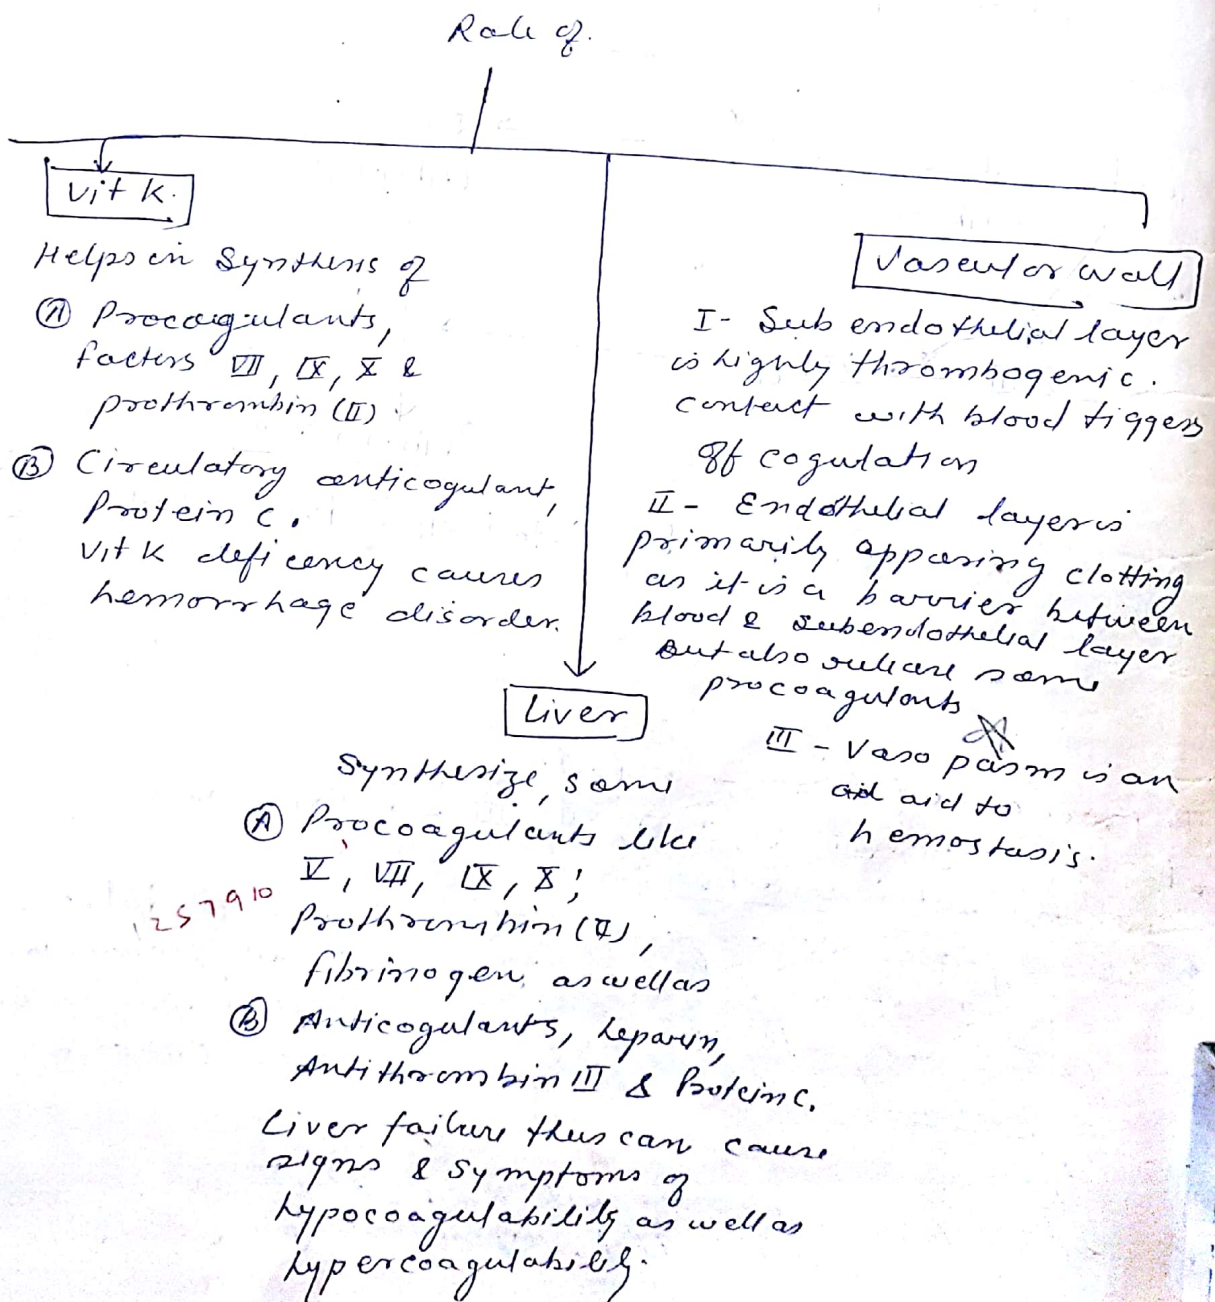 Role of.
Vit K.
Helps in Synthesis of
(A) Procoagulants,
factors VII, IX, X &
prothrombin (II).
(B) Circulatory anticogulant,
Protein C.
Vit K deficency causes
hemorrhage disorder.
Vascular wall
I - Sub endothelial layer
is highly thrombogenic.
contact with blood tiggers
off cogulation
II - Endothelial layer is
primarily opposing clotting
as it is a barrier between
blood & subendothelial layer
But also release some
procoagulants
III - Vaso pasm is an
aid to
hemostasis.
Liver
Synthesize, some
(A) Procoagulants like
V, VII, IX, X;
1 2 5 7 9 10
Prothrombin (II),
fibrinogen, as well as
(B) Anticogulants, heparin,
Antithrombin III & Protein C.
Liver failure thus can cause
signs & symptoms of
hypocoagulability as well as
hypercoagulability.